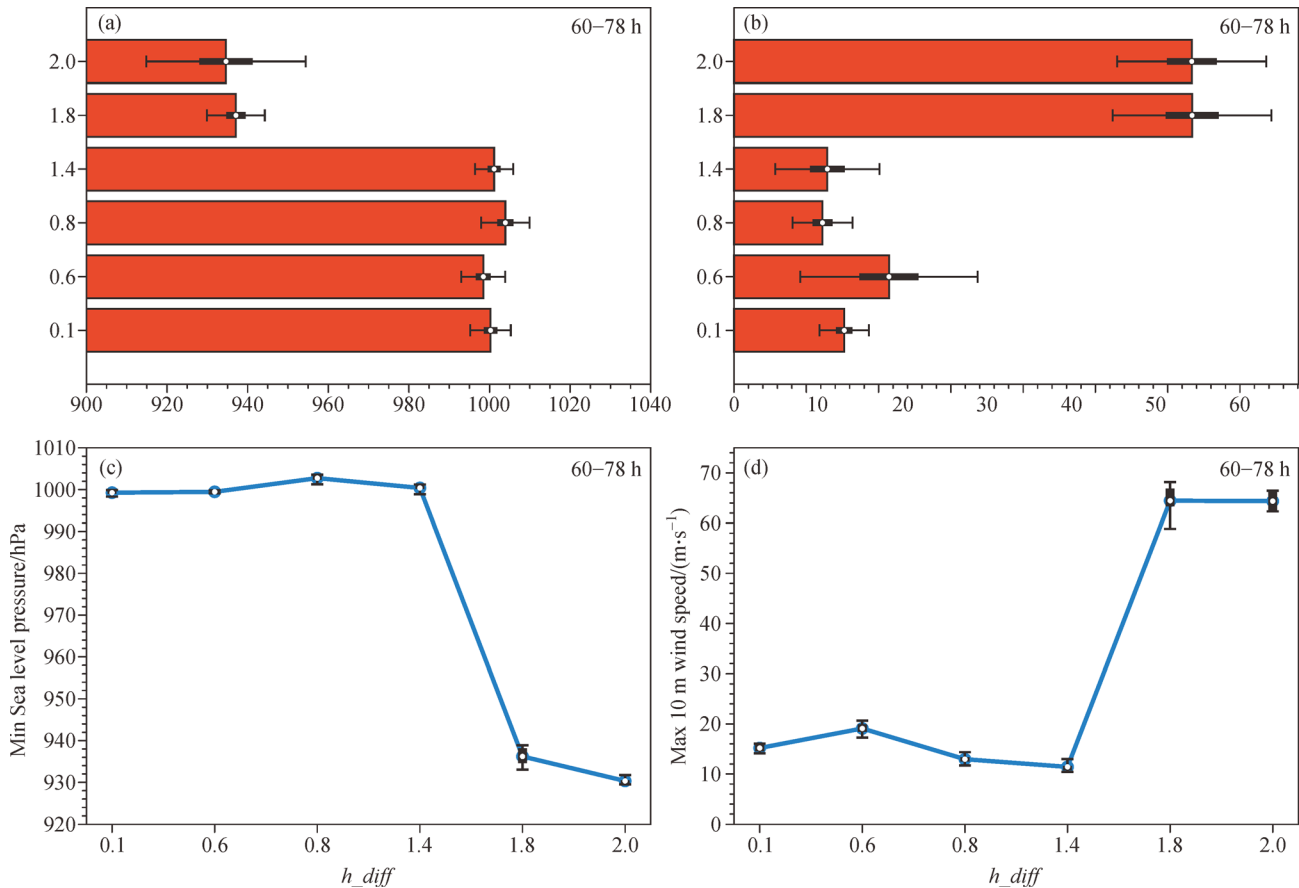 (a) 60−78 h
2.0
1.8
1.4
0.8
0.6
0.1
900 920 940 960 980 1000 1020 1040
(b) 60−78 h
2.0
1.8
1.4
0.8
0.6
0.1
0 10 20 30 40 50 60
Min Sea level pressure/hPa
(c) 60−78 h
1010
1000
990
980
970
960
950
940
930
920
0.1 0.6 0.8 1.4 1.8 2.0
h_diff
Max 10 m wind speed/(m·s⁻¹)
(d) 60−78 h
70
60
50
40
30
20
10
0
0.1 0.6 0.8 1.4 1.8 2.0
h_diff